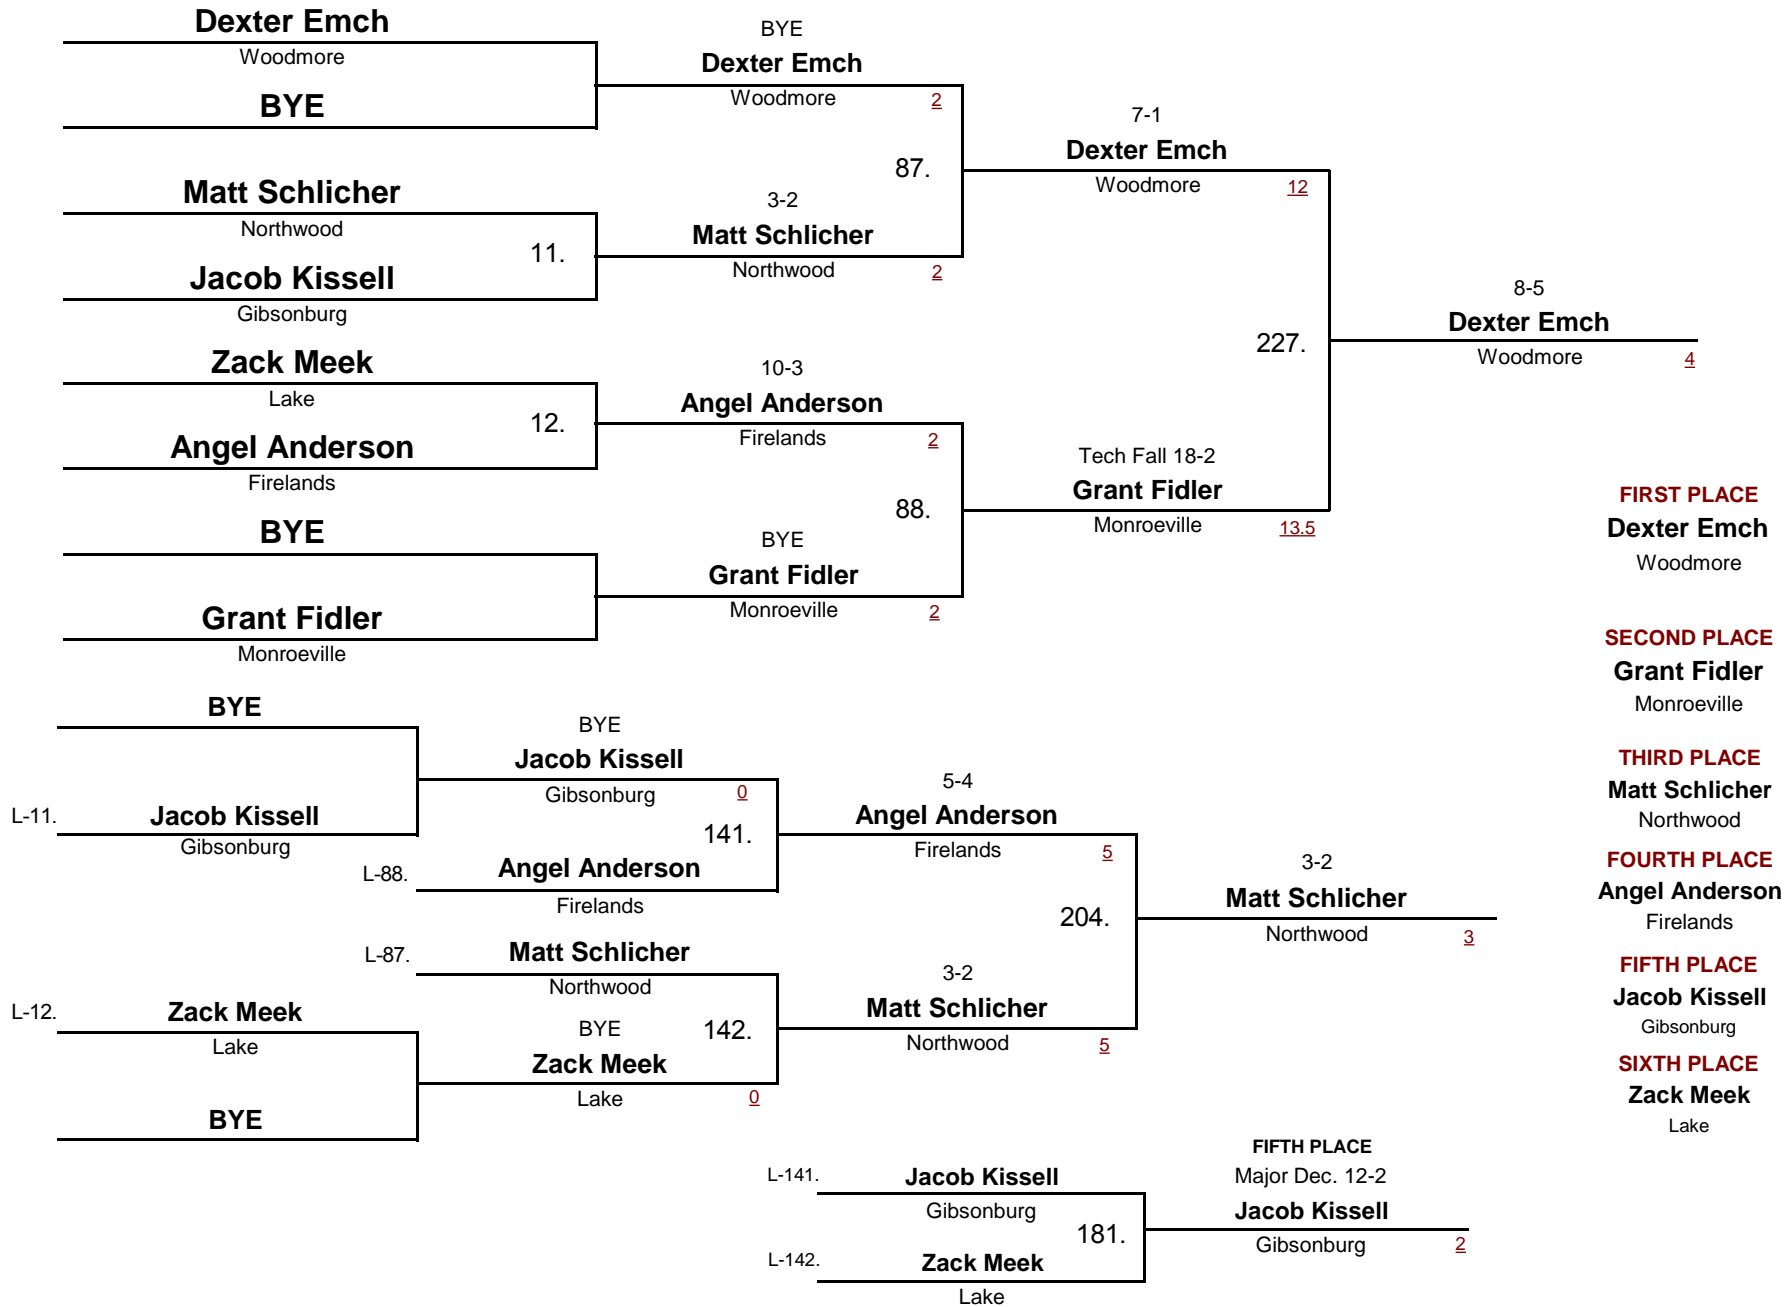 Dexter Emch
Woodmore
BYE
Matt Schlicher
Northwood
11.
Jacob Kissell
Gibsonburg
Zack Meek
Lake
12.
Angel Anderson
Firelands
BYE
Grant Fidler
Monroeville
BYE
Dexter Emch
Woodmore
2
87.
3-2
Matt Schlicher
Northwood
2
10-3
Angel Anderson
Firelands
2
88.
BYE
Grant Fidler
Monroeville
2
7-1
Dexter Emch
Woodmore
12
227.
Tech Fall 18-2
Grant Fidler
Monroeville
13.5
8-5
Dexter Emch
Woodmore
4
FIRST PLACE
Dexter Emch
Woodmore
SECOND PLACE
Grant Fidler
Monroeville
THIRD PLACE
Matt Schlicher
Northwood
FOURTH PLACE
Angel Anderson
Firelands
FIFTH PLACE
Jacob Kissell
Gibsonburg
SIXTH PLACE
Zack Meek
Lake
BYE
L-11.
Jacob Kissell
Gibsonburg
BYE
Jacob Kissell
Gibsonburg
0
141.
L-88.
Angel Anderson
Firelands
L-87.
Matt Schlicher
Northwood
L-12.
Zack Meek
Lake
BYE
BYE
142.
Zack Meek
Lake
0
5-4
Angel Anderson
Firelands
5
204.
3-2
Matt Schlicher
Northwood
5
3-2
Matt Schlicher
Northwood
3
L-141.
Jacob Kissell
Gibsonburg
181.
L-142.
Zack Meek
Lake
FIFTH PLACE
Major Dec. 12-2
Jacob Kissell
Gibsonburg
2